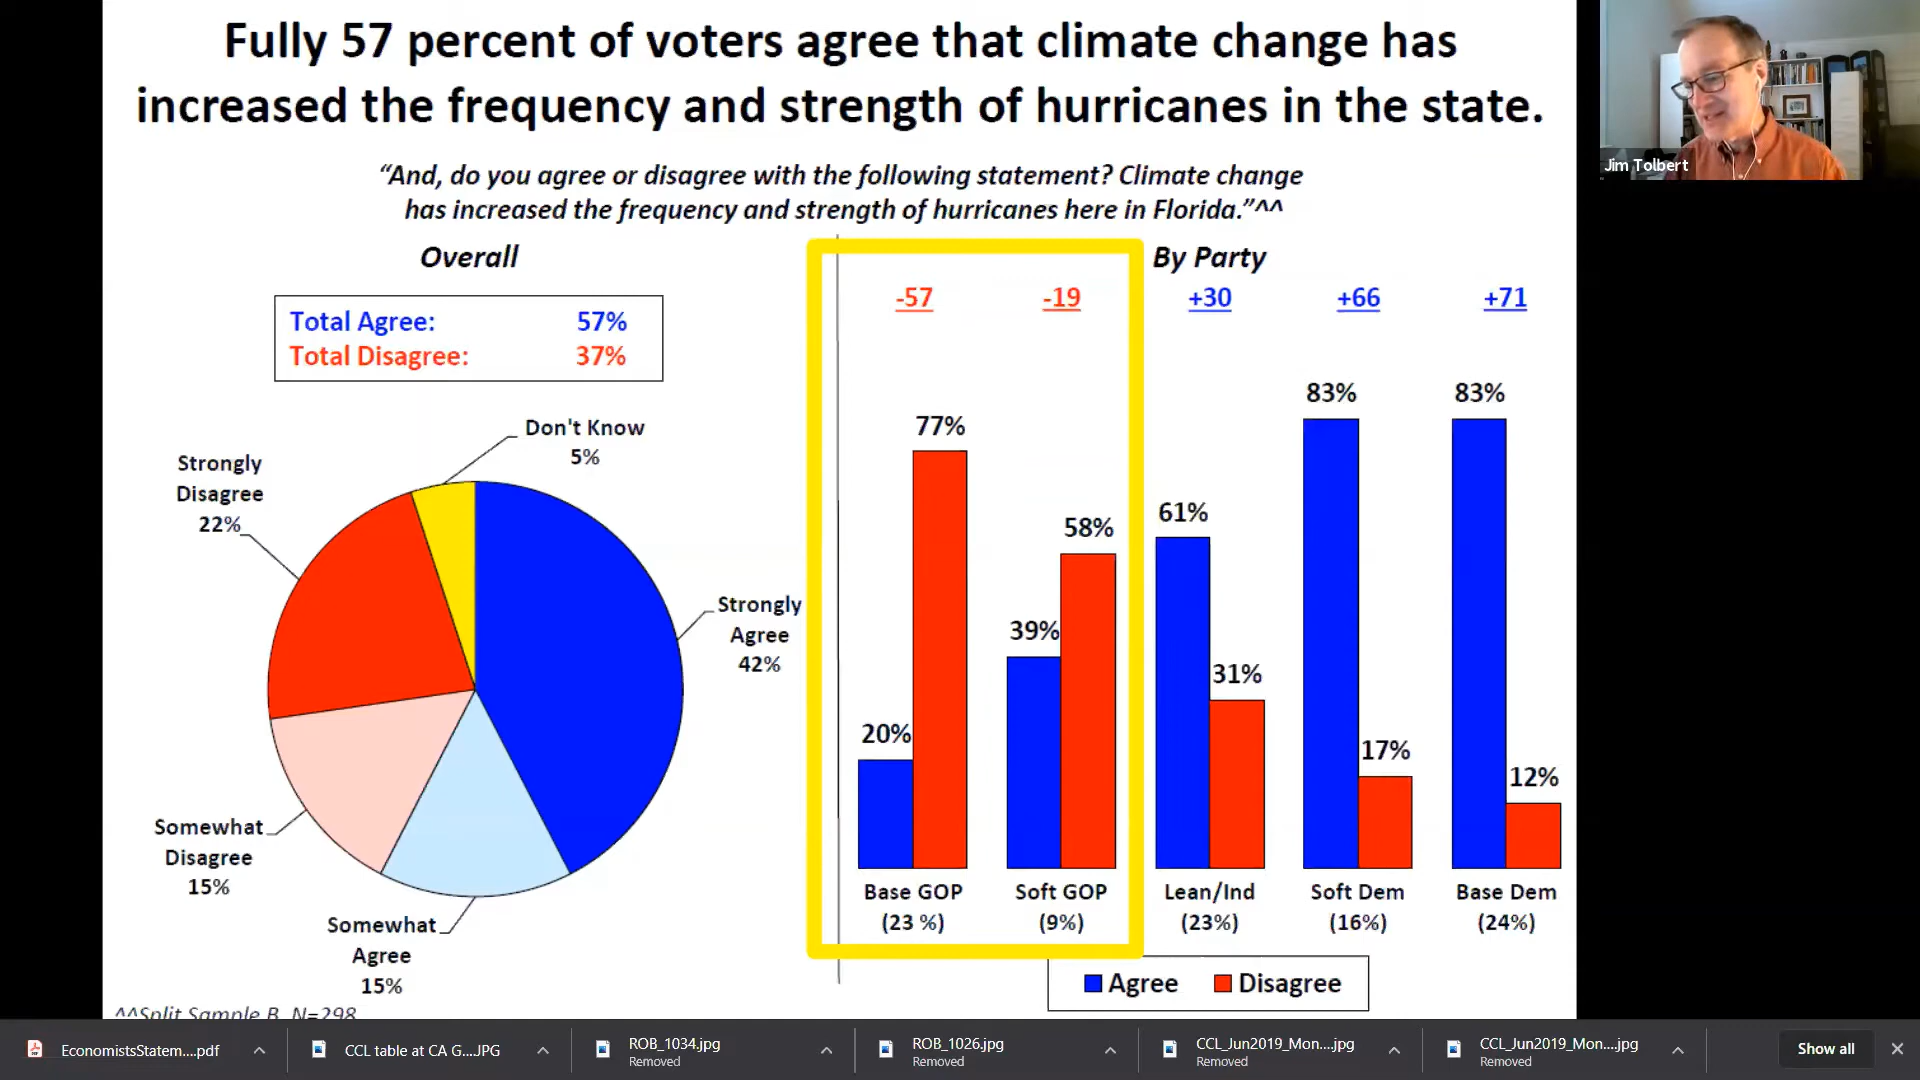 Fully 57 percent of voters agree that climate change has
increased the frequency and strength of hurricanes in the state.
Jim Tolbert
“And, do you agree or disagree with the following statement? Climate change
has increased the frequency and strength of hurricanes here in Florida.”^^
Overall
Total Agree: 57%
Total Disagree: 37%
Don't Know
5%
Strongly
Disagree
22%
Strongly
Agree
42%
Somewhat
Disagree
15%
Somewhat
Agree
15%
By Party
-57 -19 +30 +66 +71
20% 77% 39% 58% 61% 31% 83% 17% 83% 12%
Base GOP Soft GOP Lean/Ind Soft Dem Base Dem
(23 %) (9%) (23%) (16%) (24%)
Agree Disagree
^^Split Sample B, N=298
EconomistsStatem....pdf
CCL table at CA G...JPG
ROB_1034.jpg
Removed
ROB_1026.jpg
Removed
CCL_Jun2019_Mon....jpg
Removed
CCL_Jun2019_Mon....jpg
Removed
Show all